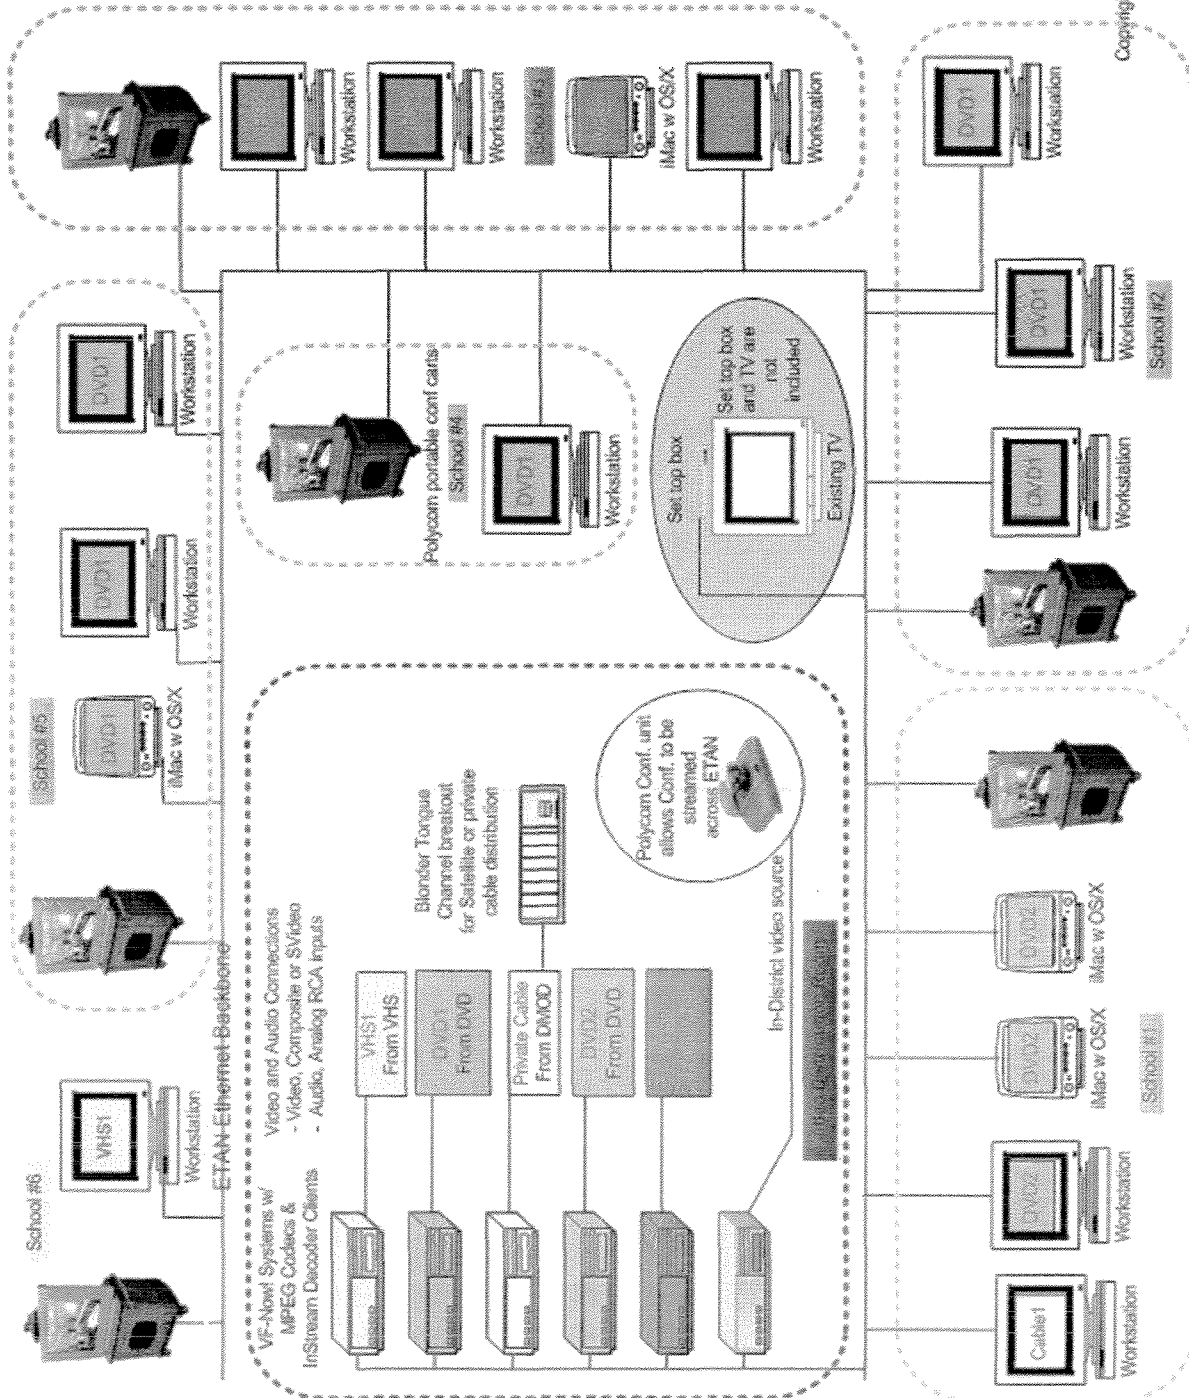 School #6
VHS1
Workstation
ETAN Ethernet Backbone
School #5
DVD1
iMac w OS/X
DVD1
Workstation
DVD1
Workstation
Workstation
Workstation
iMac w OS/X
Workstation
VF-Now! Systems w/
MPEG Codecs &
InStream Decoder Clients
Video and Audio Connections
- Video, Composite or SVideo
- Audio, Analog RCA inputs
VHS1
From VHS
DVD1
From DVD
Private Cable
From DMOD
DVD2
From DVD
Blonder Tongue
Channel breakout
for Satellite or private
cable distribution
Polycom Conf. unit
allows Conf. to be
streamed
across ETAN
In-District video source
Polycom portable conf carts
School #4
DVD1
Workstation
Set top box
Set top box
and TV are
not
included
Existing TV
Cable1
Workstation
DVD2
Workstation
DVD2
iMac w OS/X
School #1
DVD2
iMac w OS/X
DVD1
Workstation
DVD1
Workstation
School #2
DVD1
Workstation